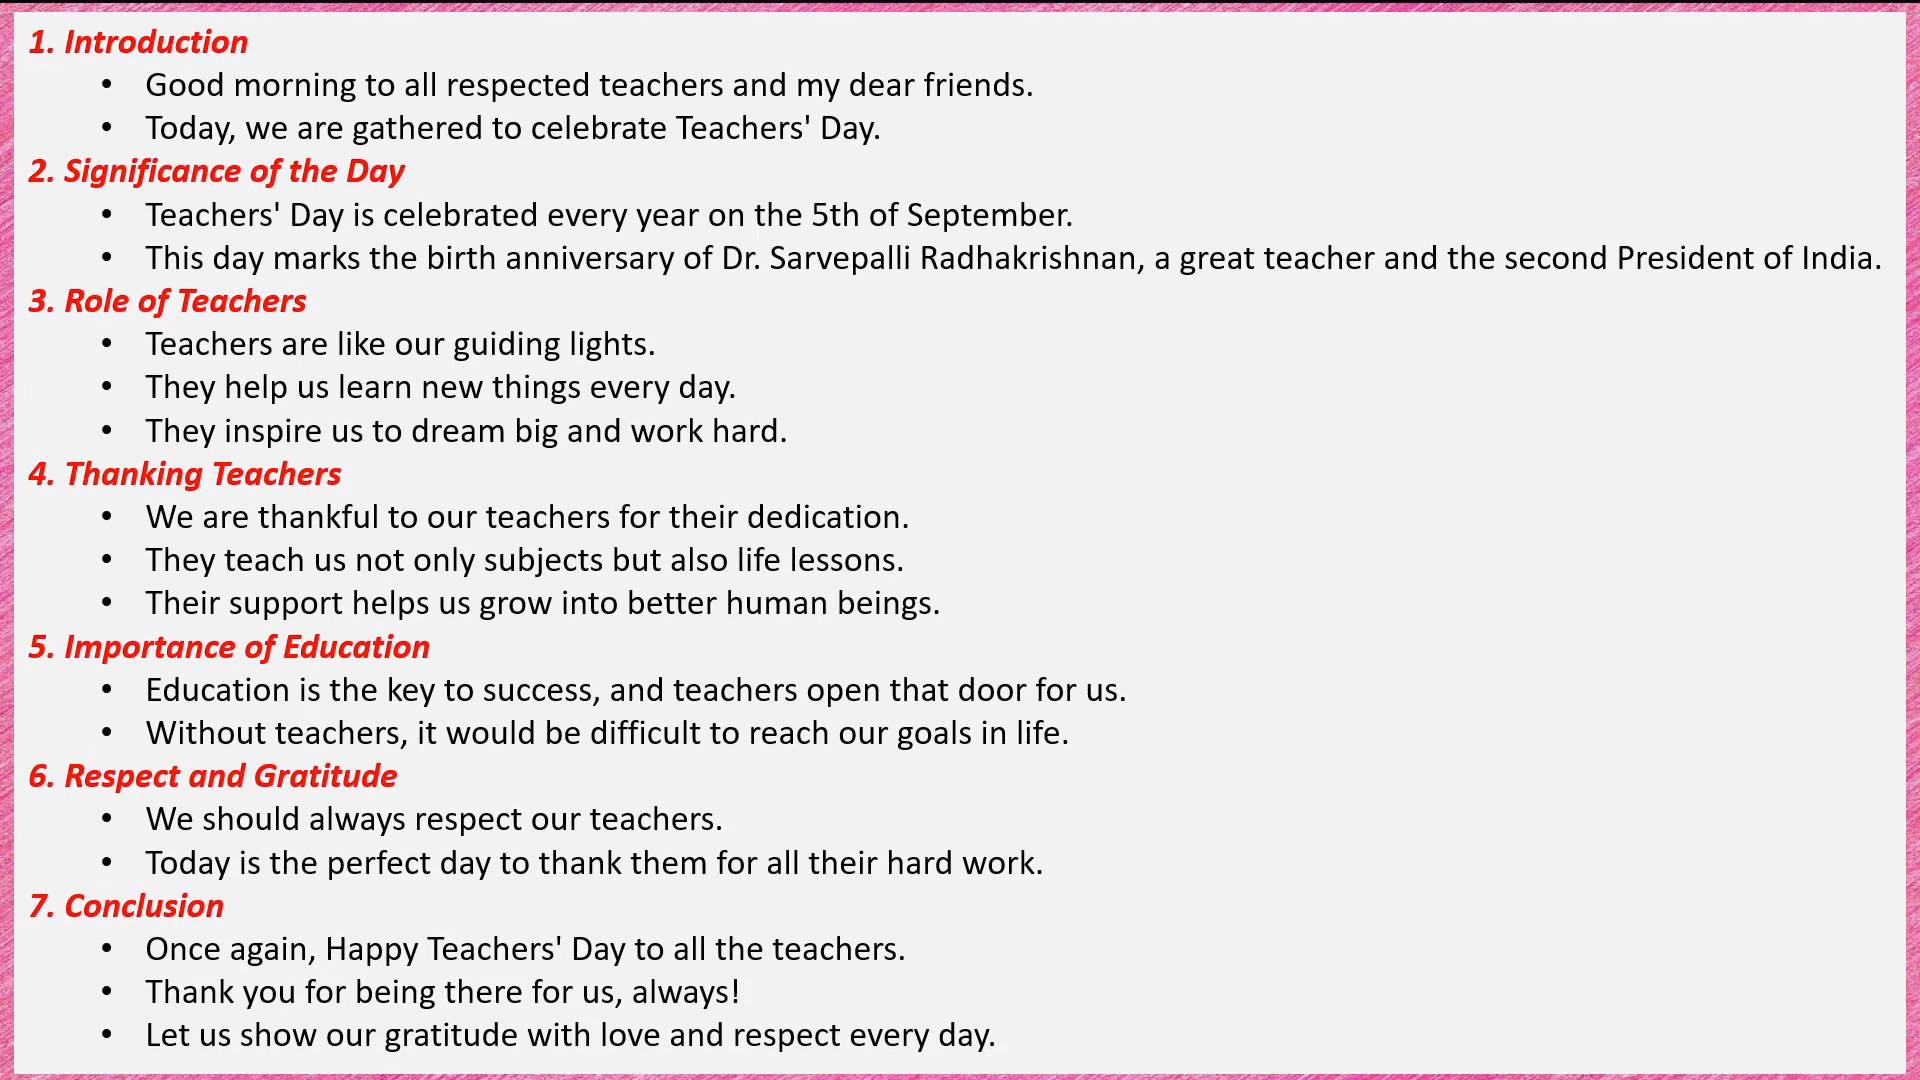 1. Introduction
• Good morning to all respected teachers and my dear friends.
• Today, we are gathered to celebrate Teachers' Day.
2. Significance of the Day
• Teachers' Day is celebrated every year on the 5th of September.
• This day marks the birth anniversary of Dr. Sarvepalli Radhakrishnan, a great teacher and the second President of India.
3. Role of Teachers
• Teachers are like our guiding lights.
• They help us learn new things every day.
• They inspire us to dream big and work hard.
4. Thanking Teachers
• We are thankful to our teachers for their dedication.
• They teach us not only subjects but also life lessons.
• Their support helps us grow into better human beings.
5. Importance of Education
• Education is the key to success, and teachers open that door for us.
• Without teachers, it would be difficult to reach our goals in life.
6. Respect and Gratitude
• We should always respect our teachers.
• Today is the perfect day to thank them for all their hard work.
7. Conclusion
• Once again, Happy Teachers' Day to all the teachers.
• Thank you for being there for us, always!
• Let us show our gratitude with love and respect every day.